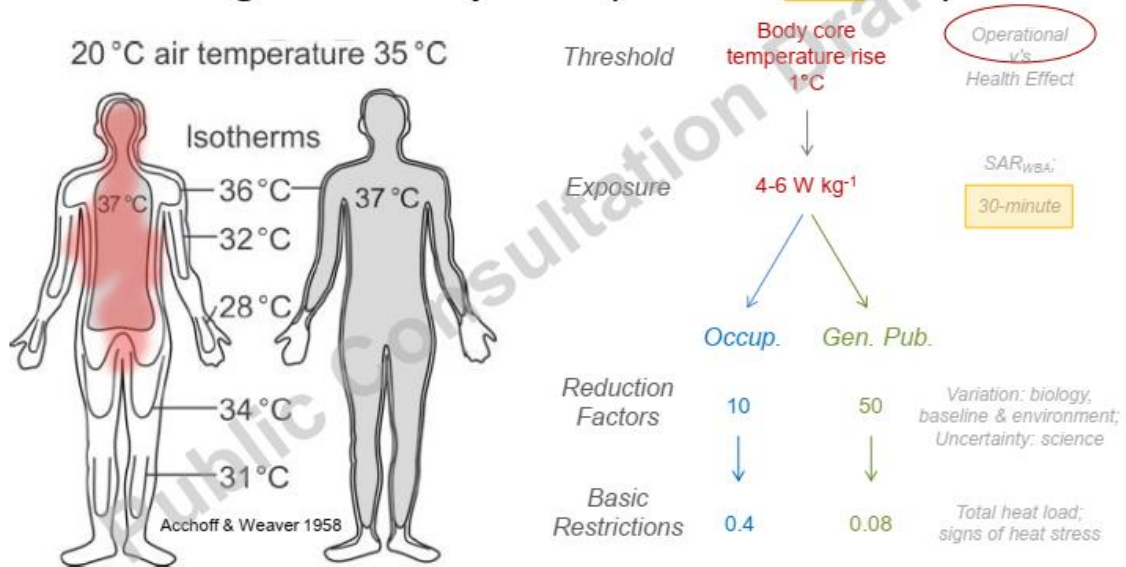 20 °C air temperature 35 °C
Isotherms
36 °C
37 °C
37 °C
32 °C
28 °C
34 °C
31 °C
Acchoff & Weaver 1958
Threshold
Body core
temperature rise
1°C
Operational
v's
Health Effect
Exposure
4-6 W kg-1
SARWBA;
30-minute
Occup.
Gen. Pub.
Reduction
Factors
10
50
Variation: biology,
baseline & environment;
Uncertainty: science
Basic
Restrictions
0.4
0.08
Total heat load;
signs of heat stress
Public Consultation